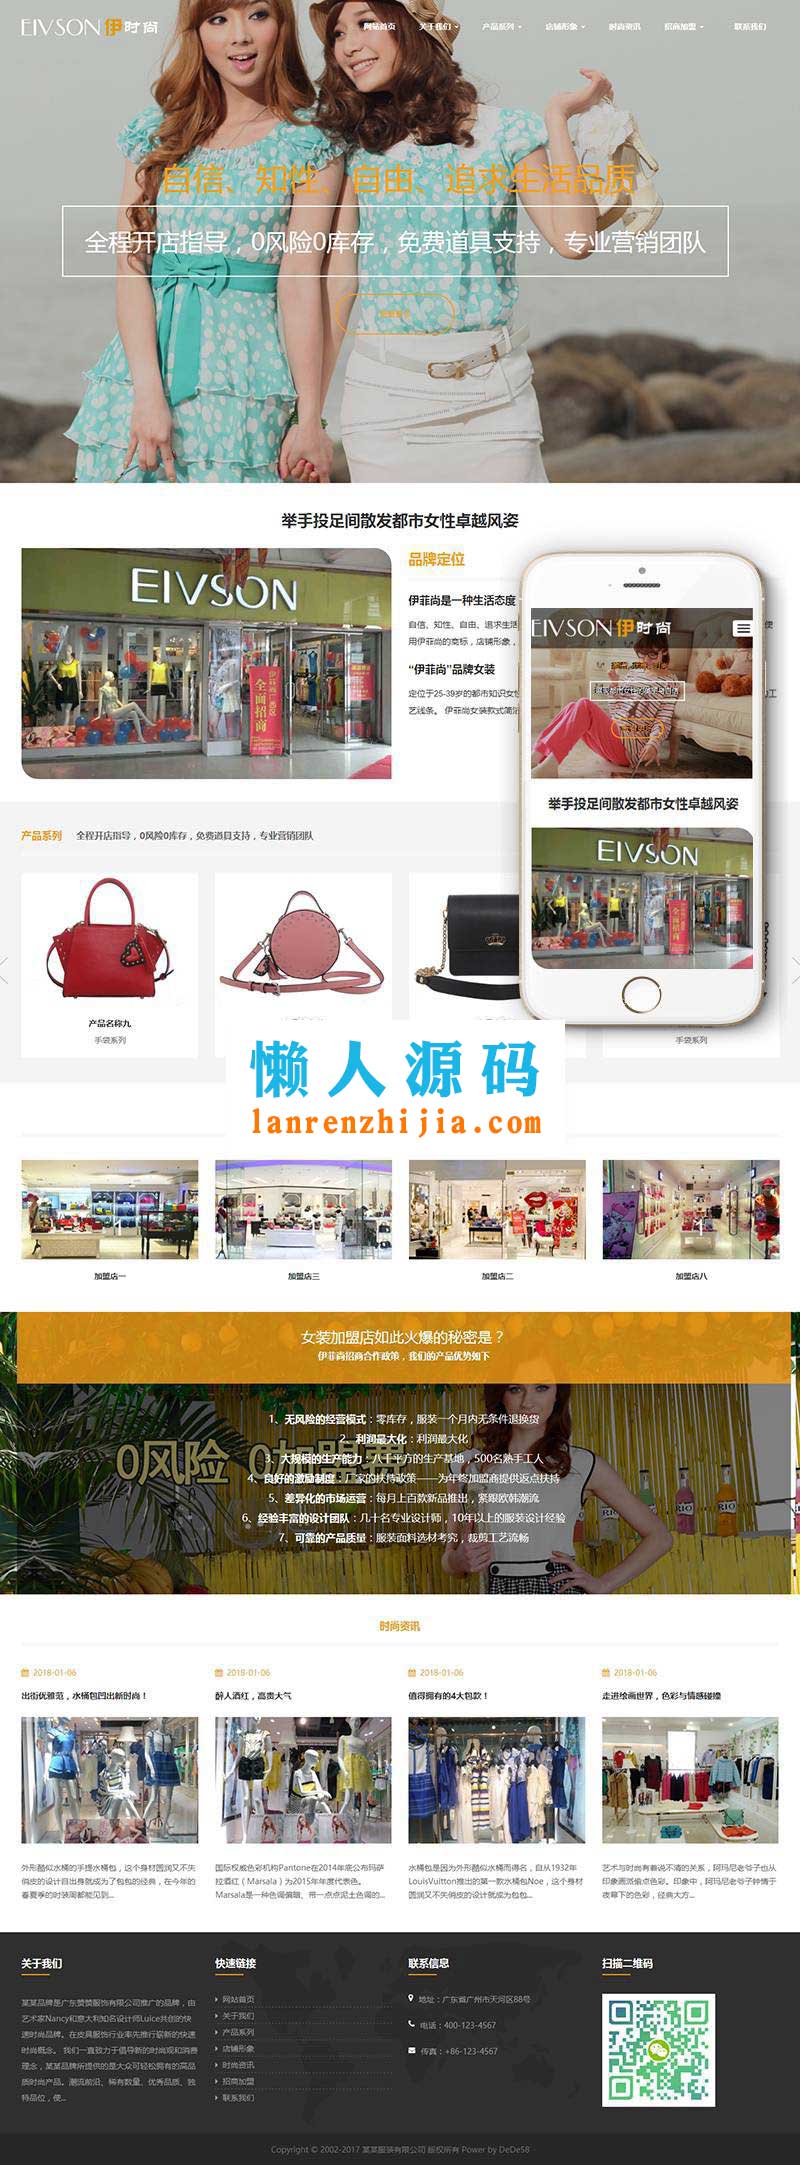 EIVSON伊时尚
网站首页 关于我们 产品系列 店铺形象 时尚资讯 招商加盟 联系我们
自信、知性、自由、追求生活品质
全程开店指导，0风险0库存，免费道具支持，专业营销团队
举手投足间散发都市女性卓越风姿
EIVSON
全面招商
品牌定位
伊菲尚是一种生活态度
自信、知性、自由、追求生活
用伊菲尚的商标，店铺形象，
“伊菲尚”品牌女装
定位于25-39岁的都市知识女性
艺线条。 伊菲尚女装款式简洁
EIVSON伊时尚
举手投足间散发都市女性卓越风姿
EIVSON
全面招商
产品系列 全程开店指导，0风险0库存，免费道具支持，专业营销团队
产品名称九
手袋系列
手袋系列
懒人源码
lanrenzhijia.com
加盟店一
加盟店三
加盟店二
加盟店八
女装加盟店如此火爆的秘密是？
伊菲尚招商合作政策，我们的产品优势如下
0风险 0加盟费
1、无风险的经营模式：零库存，服装一个月内无条件退换货
2、利润最大化：利润最大化
3、大规模的生产能力：八千平方的生产基地，500名熟手工人
4、良好的激励制度：厂家的扶持政策——为年终加盟商提供返点扶持
5、差异化的市场运营：每月上百款新品推出，紧跟欧韩潮流
6、经验丰富的设计团队：几十名专业设计师，10年以上的服装设计经验
7、可靠的产品质量：服装面料选材考究，裁剪工艺流畅
RIO
RIO
时尚资讯
2018-01-06
出街优雅范，水桶包凹出新时尚！
外形酷似水桶的手提水桶包，这个身材圆润又不失
俏皮的设计自出身就成为了包包的经典，在今年的
春夏季的时装周都能见到...
2018-01-06
醉人酒红，高贵大气
国际权威色彩机构Pantone在2014年底公布玛萨
拉酒红（Marsala）为2015年年度代表色。
Marsala是一种色调偏暗、带一点点泥土色调的...
2018-01-06
值得拥有的4大包款！
水桶包是因为外形酷似水桶而得名，自从1932年
LouisVuitton推出的第一款水桶包Noe，这个身材
圆润又不失俏皮的设计就成为包包...
2018-01-06
走进绘画世界，色彩与情感碰撞
艺术与时尚有着说不清的关系，阿玛尼老爷子也从
印象画派偷点色彩。印象中，阿玛尼老爷子钟情于
夜幕下的色彩，经典大方...
关于我们
某某品牌是广东赞赞服饰有限公司推广的品牌，由
艺术家Nancy和意大利知名设计师Luice共创的快
速时尚品牌。在皮具服饰行业率先推行崭新的快速
时尚概念。 我们一直致力于倡导新的时尚观和消费
理念，某某品牌所提供的是大众可轻松拥有的高品
质时尚产品。潮流前沿、稀有数量、优秀品质、独
特品位，使...
快速链接
网站首页
关于我们
产品系列
店铺形象
时尚资讯
招商加盟
联系我们
联系信息
地址：广东省广州市天河区88号
电话：400-123-4567
传真：+86-123-4567
扫描二维码
Copyright © 2002-2017 某某服装有限公司 版权所有 Power by DeDe58